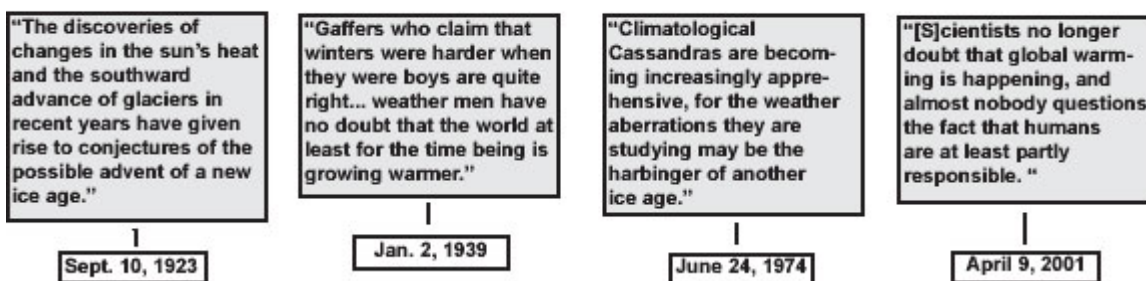 “The discoveries of
changes in the sun’s heat
and the southward
advance of glaciers in
recent years have given
rise to conjectures of the
possible advent of a new
ice age.”
Sept. 10, 1923
“Gaffers who claim that
winters were harder when
they were boys are quite
right... weather men have
no doubt that the world at
least for the time being is
growing warmer.”
Jan. 2, 1939
“Climatological
Cassandras are becom-
ing increasingly appre-
hensive, for the weather
aberrations they are
studying may be the
harbinger of another
ice age.”
June 24, 1974
“[S]cientists no longer
doubt that global warm-
ing is happening, and
almost nobody questions
the fact that humans
are at least partly
responsible. “
April 9, 2001